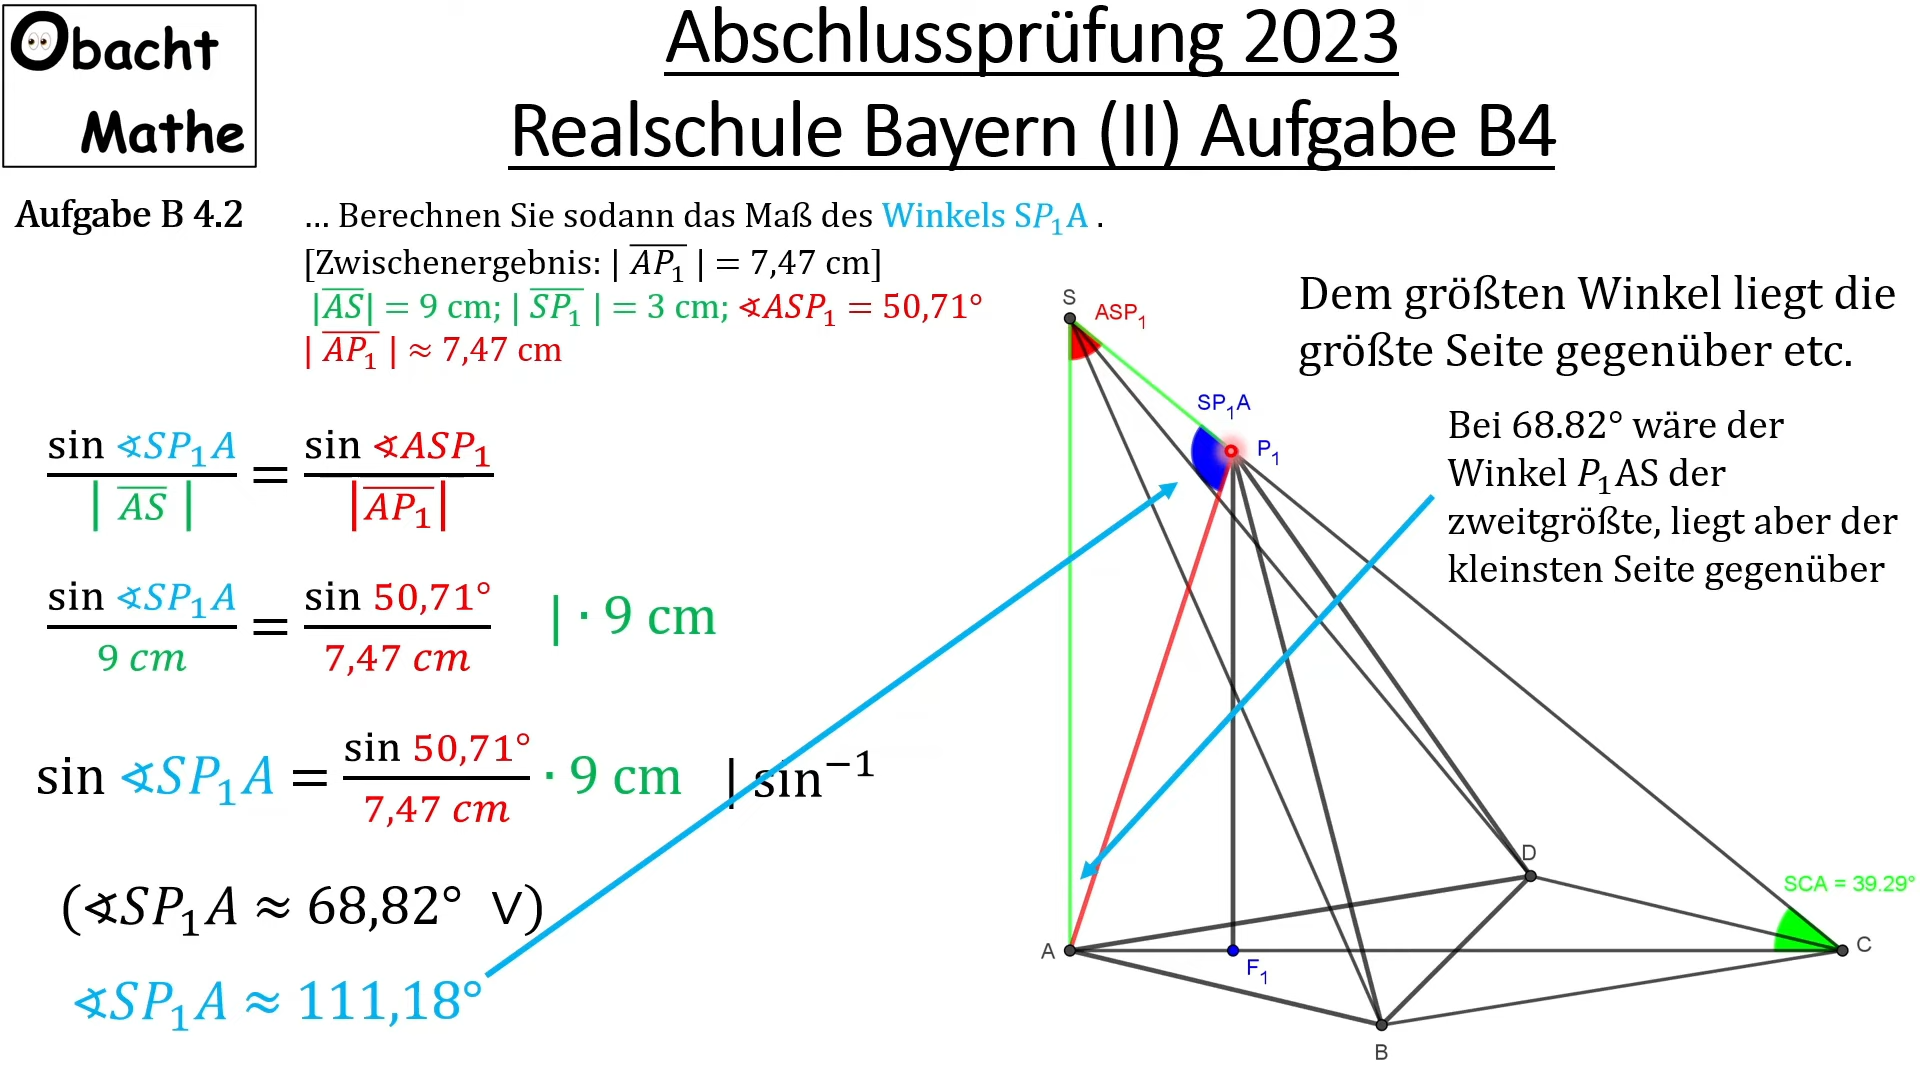 Obacht
Mathe
Abschlussprüfung 2023
Realschule Bayern (II) Aufgabe B4
Aufgabe B 4.2
... Berechnen Sie sodann das Maß des Winkels SP₁A .
[Zwischenergebnis: | AP₁ | = 7,47 cm]
|AS| = 9 cm; | SP₁ | = 3 cm; ∢ASP₁ = 50,71°
| AP₁ | ≈ 7,47 cm
sin ∢SP₁A / | AS | = sin ∢ASP₁ / |AP₁|
sin ∢SP₁A / 9 cm = sin 50,71° / 7,47 cm | · 9 cm
sin ∢SP₁A = sin 50,71° / 7,47 cm · 9 cm | sin⁻¹
(∢SP₁A ≈ 68,82° ∨)
∢SP₁A ≈ 111,18°
Dem größten Winkel liegt die
größte Seite gegenüber etc.
Bei 68.82° wäre der
Winkel P₁AS der
zweitgrößte, liegt aber der
kleinsten Seite gegenüber
S
ASP₁
SP₁A
P₁
D
SCA = 39.29°
A
F₁
C
B